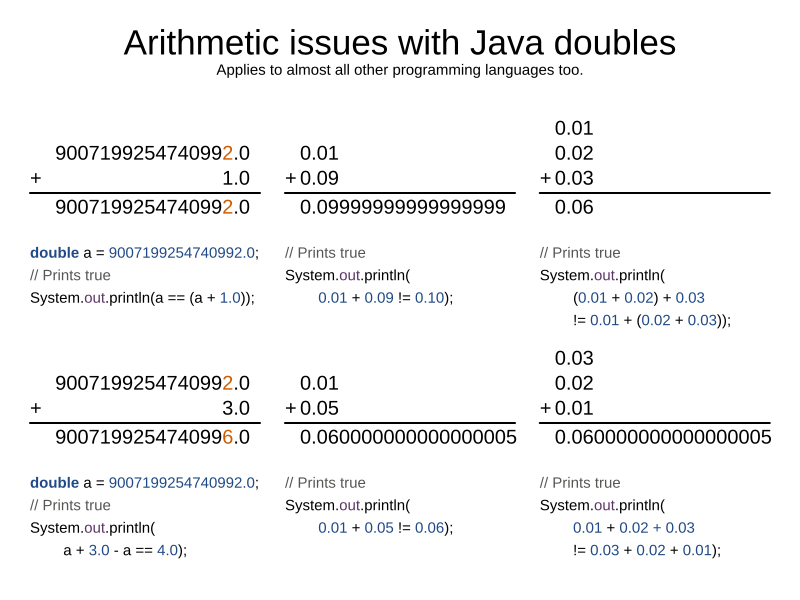 Arithmetic issues with Java doubles
Applies to almost all other programming languages too.
9007199254740992.0
+ 1.0
9007199254740992.0
double a = 9007199254740992.0;
// Prints true
System.out.println(a == (a + 1.0));
0.01
+ 0.09
0.09999999999999999
// Prints true
System.out.println(
0.01 + 0.09 != 0.10);
0.01
0.02
+ 0.03
0.06
// Prints true
System.out.println(
(0.01 + 0.02) + 0.03
!= 0.01 + (0.02 + 0.03));
9007199254740992.0
+ 3.0
9007199254740996.0
double a = 9007199254740992.0;
// Prints true
System.out.println(
a + 3.0 - a == 4.0);
0.01
+ 0.05
0.060000000000000005
// Prints true
System.out.println(
0.01 + 0.05 != 0.06);
0.03
0.02
+ 0.01
0.060000000000000005
// Prints true
System.out.println(
0.01 + 0.02 + 0.03
!= 0.03 + 0.02 + 0.01);